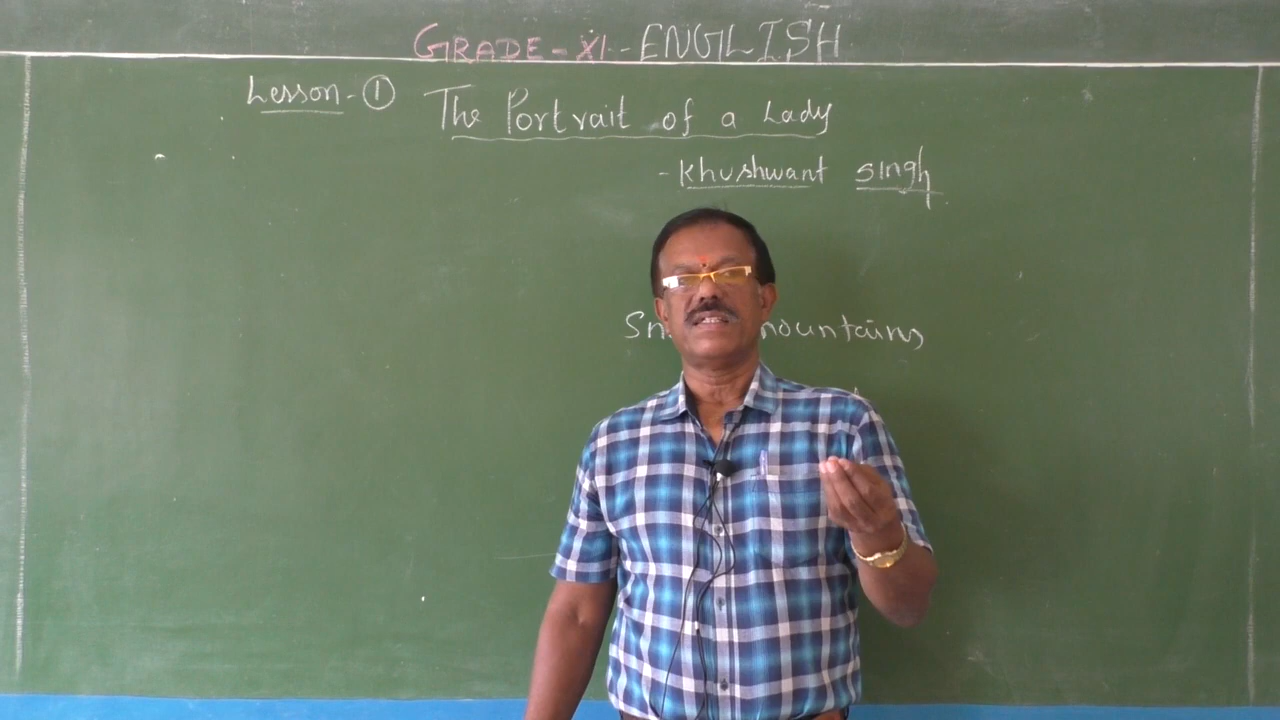 GRADE-XI-ENGLISH
Lesson-① The Portrait of a Lady
-Khushwant Singh
mountains